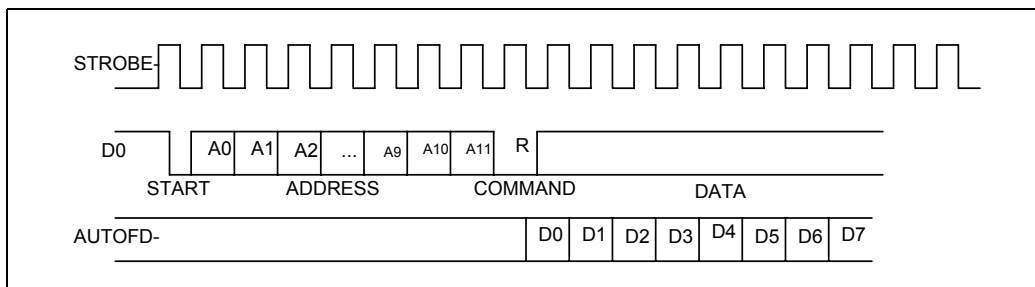 STROBE-
D0 A0 A1 A2 ... A9 A10 A11 R
START ADDRESS COMMAND DATA
AUTOFD- D0 D1 D2 D3 D4 D5 D6 D7